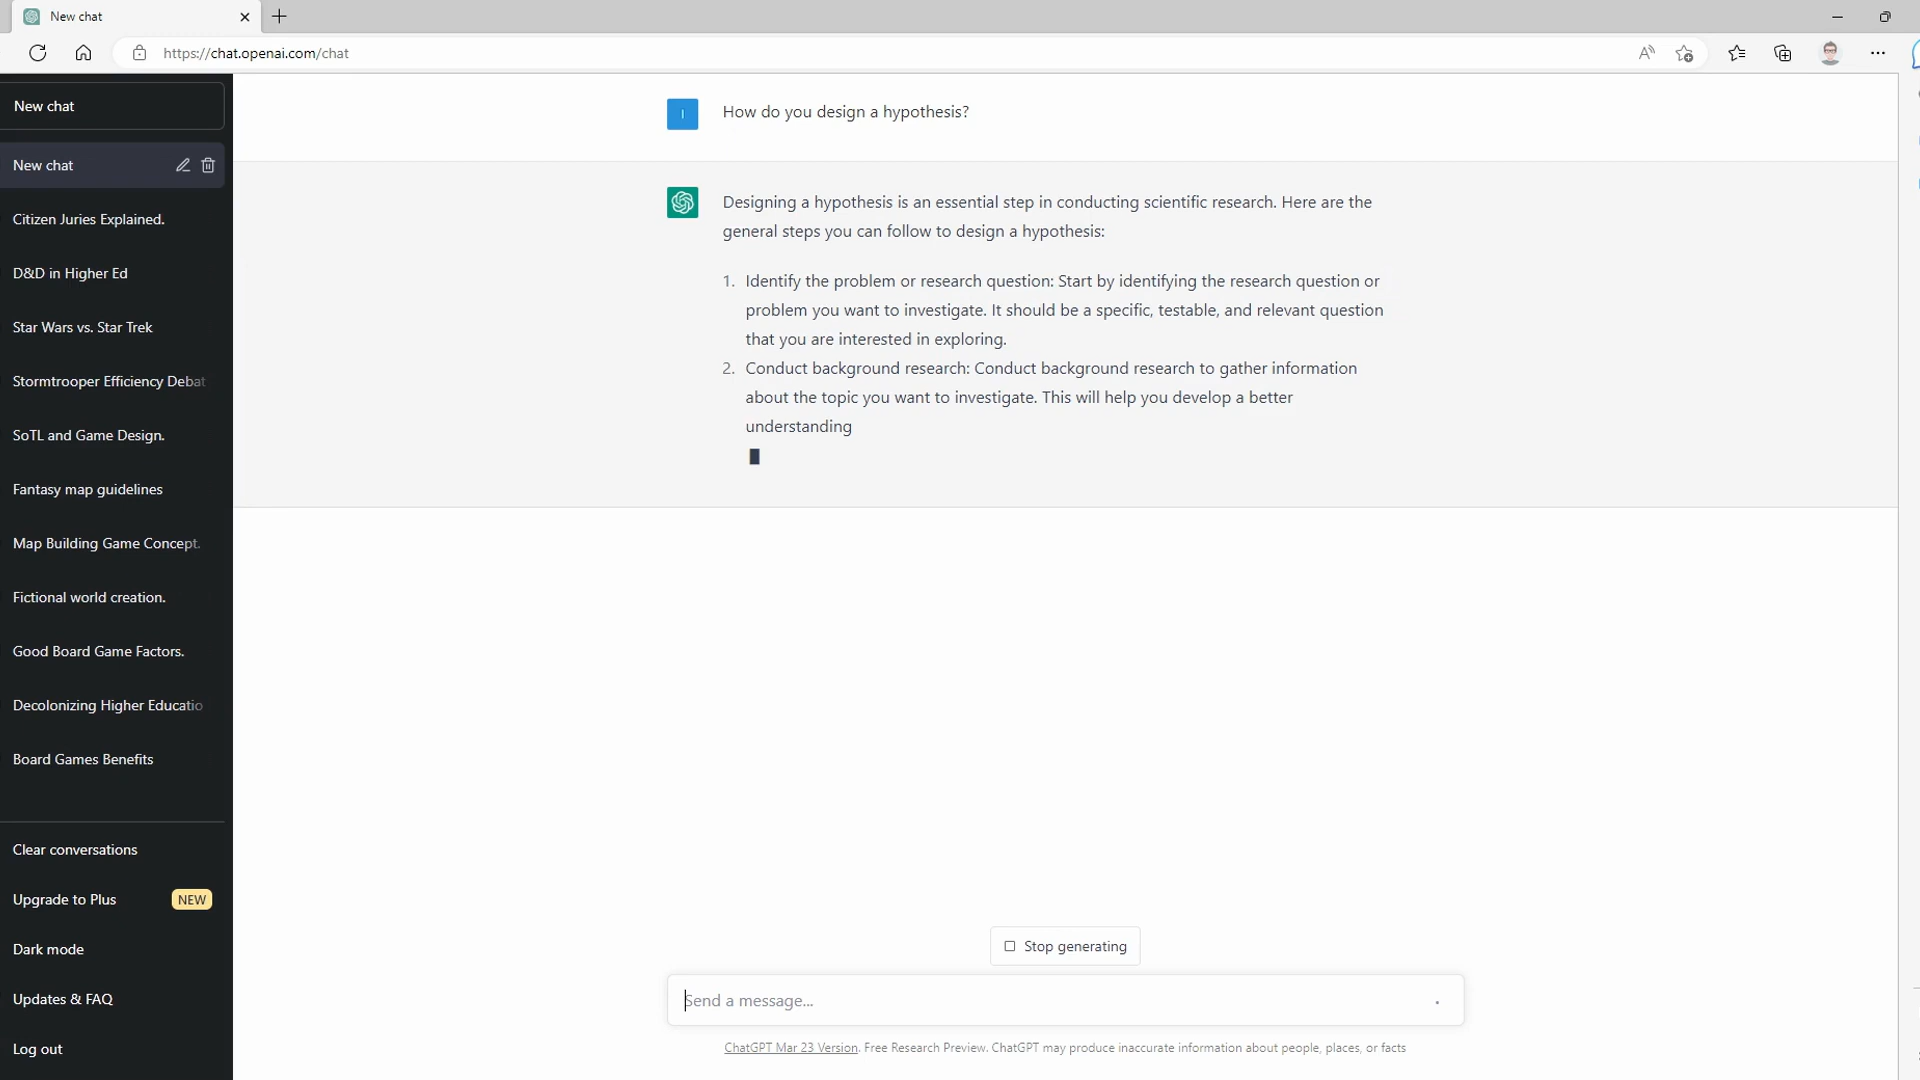 New chat
https://chat.openai.com/chat
New chat
New chat
Citizen Juries Explained.
D&D in Higher Ed
Star Wars vs. Star Trek
Stormtrooper Efficiency Debat
SoTL and Game Design.
Fantasy map guidelines
Map Building Game Concept.
Fictional world creation.
Good Board Game Factors.
Decolonizing Higher Educatio
Board Games Benefits
Clear conversations
Upgrade to Plus NEW
Dark mode
Updates & FAQ
Log out
I How do you design a hypothesis?
Designing a hypothesis is an essential step in conducting scientific research. Here are the
general steps you can follow to design a hypothesis:
1. Identify the problem or research question: Start by identifying the research question or
problem you want to investigate. It should be a specific, testable, and relevant question
that you are interested in exploring.
2. Conduct background research: Conduct background research to gather information
about the topic you want to investigate. This will help you develop a better
understanding
Stop generating
Send a message...
ChatGPT Mar 23 Version. Free Research Preview. ChatGPT may produce inaccurate information about people, places, or facts